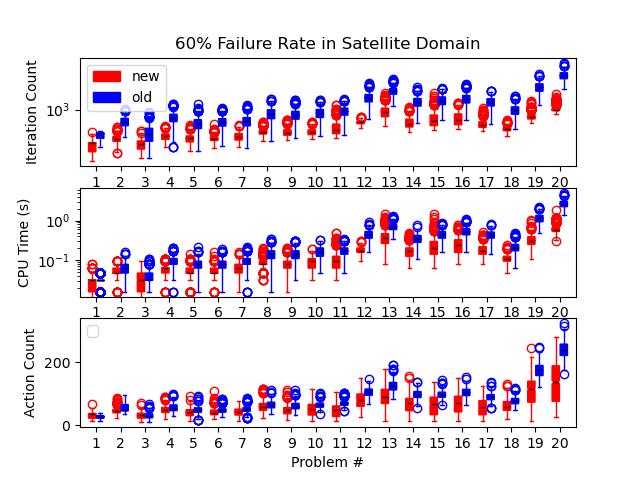 60% Failure Rate in Satellite Domain
Iteration Count
10³
new
old
1 2 3 4 5 6 7 8 9 10 11 12 13 14 15 16 17 18 19 20
CPU Time (s)
10⁰
10⁻¹
1 2 3 4 5 6 7 8 9 10 11 12 13 14 15 16 17 18 19 20
Action Count
200
0
1 2 3 4 5 6 7 8 9 10 11 12 13 14 15 16 17 18 19 20
Problem #